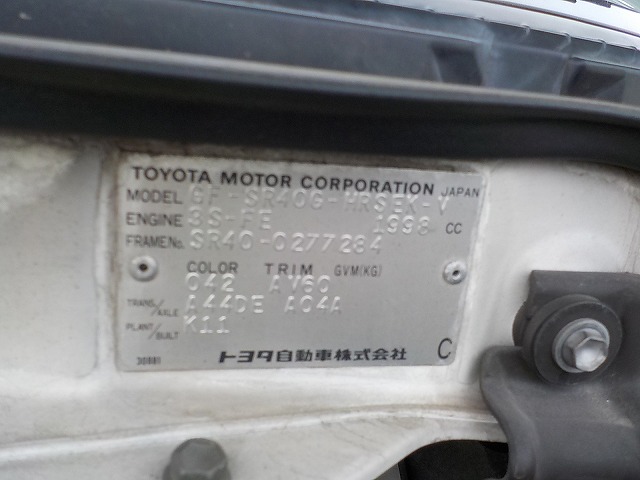 TOYOTA MOTOR CORPORATION JAPAN
MODEL GF-SR40G-HRSEK-V
ENGINE 3S-FE 1998 CC
FRAME No. SR40-0277284
COLOR TRIM GVM(KG)
042 AV60
TRANS/AXLE A44DE A04A
PLANT/BUILT K11
トヨタ自動車株式会社 C